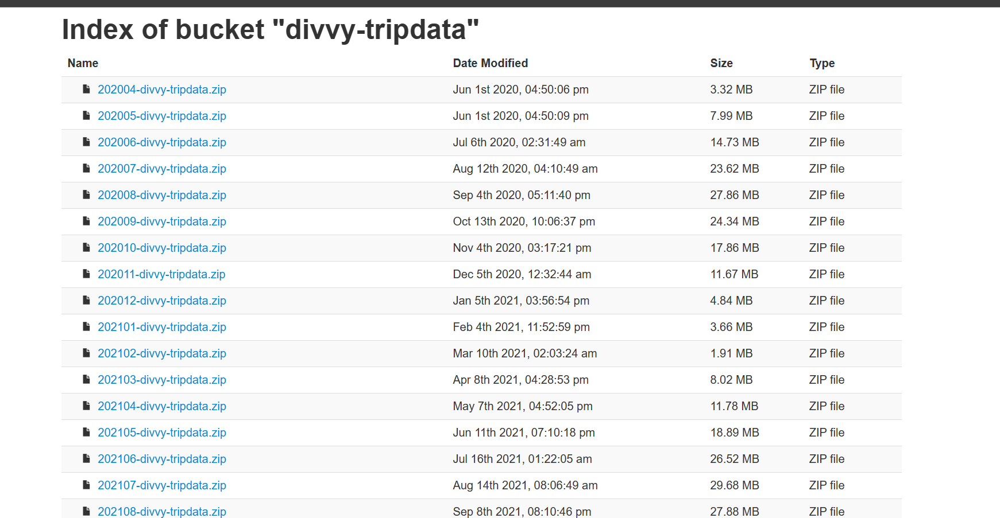 Index of bucket "divvy-tripdata"
Name Date Modified Size Type
202004-divvy-tripdata.zip Jun 1st 2020, 04:50:06 pm 3.32 MB ZIP file
202005-divvy-tripdata.zip Jun 1st 2020, 04:50:09 pm 7.99 MB ZIP file
202006-divvy-tripdata.zip Jul 6th 2020, 02:31:49 am 14.73 MB ZIP file
202007-divvy-tripdata.zip Aug 12th 2020, 04:10:49 am 23.62 MB ZIP file
202008-divvy-tripdata.zip Sep 4th 2020, 05:11:40 pm 27.86 MB ZIP file
202009-divvy-tripdata.zip Oct 13th 2020, 10:06:37 pm 24.34 MB ZIP file
202010-divvy-tripdata.zip Nov 4th 2020, 03:17:21 pm 17.86 MB ZIP file
202011-divvy-tripdata.zip Dec 5th 2020, 12:32:44 am 11.67 MB ZIP file
202012-divvy-tripdata.zip Jan 5th 2021, 03:56:54 pm 4.84 MB ZIP file
202101-divvy-tripdata.zip Feb 4th 2021, 11:52:59 pm 3.66 MB ZIP file
202102-divvy-tripdata.zip Mar 10th 2021, 02:03:24 am 1.91 MB ZIP file
202103-divvy-tripdata.zip Apr 8th 2021, 04:28:53 pm 8.02 MB ZIP file
202104-divvy-tripdata.zip May 7th 2021, 04:52:05 pm 11.78 MB ZIP file
202105-divvy-tripdata.zip Jun 11th 2021, 07:10:18 pm 18.89 MB ZIP file
202106-divvy-tripdata.zip Jul 16th 2021, 01:22:05 am 26.52 MB ZIP file
202107-divvy-tripdata.zip Aug 14th 2021, 08:06:49 am 29.68 MB ZIP file
202108-divvy-tripdata.zip Sep 8th 2021, 08:10:46 pm 27.88 MB ZIP file